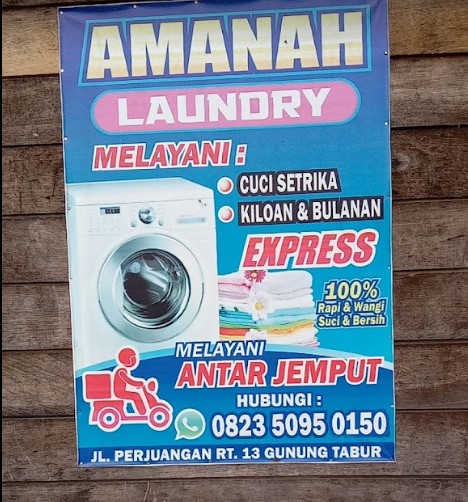 AMANAH
LAUNDRY
MELAYANI :
CUCI SETRIKA
KILOAN & BULANAN
EXPRESS
100%
Rapi & Wangi
Suci & Bersih
MELAYANI
ANTAR JEMPUT
HUBUNGI :
0823 5095 0150
JL. PERJUANGAN RT. 13 GUNUNG TABUR